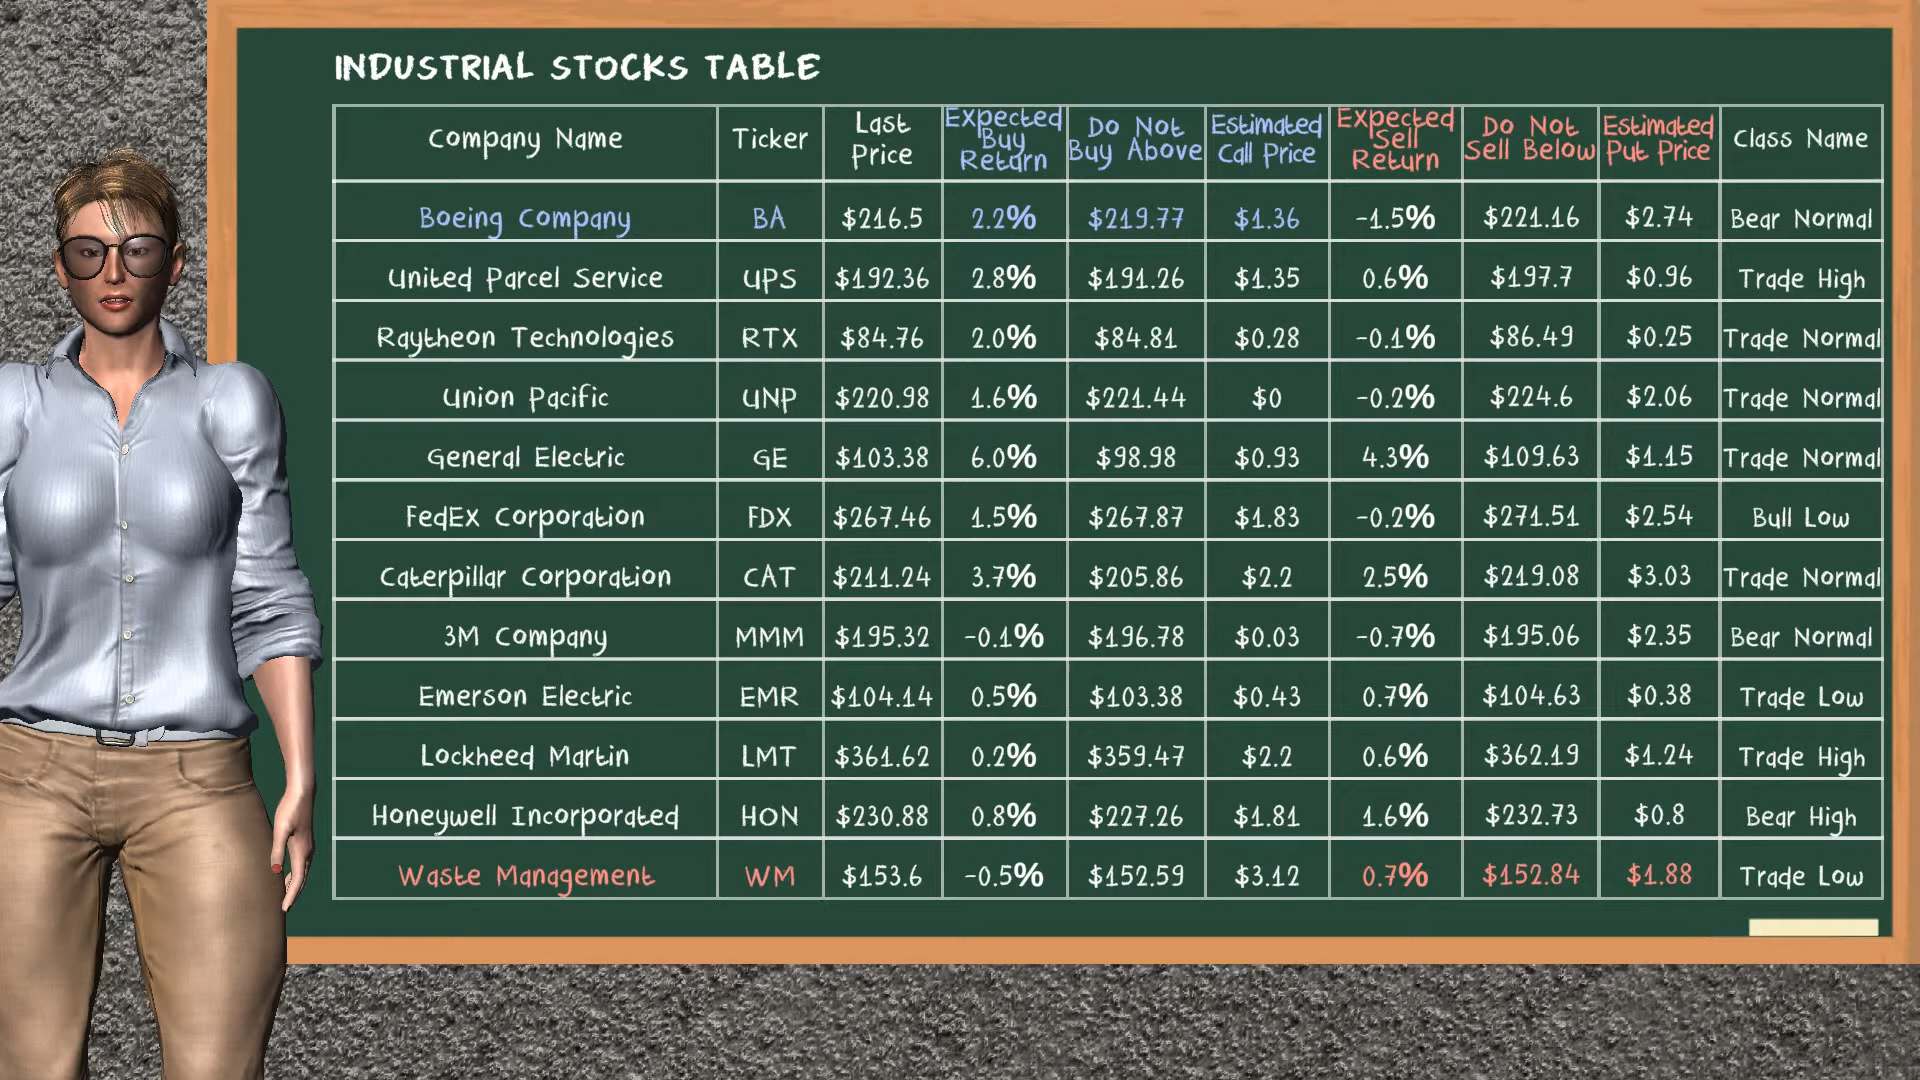 INDUSTRIAL STOCKS TABLE
Company Name Ticker Last Price Expected Buy Return Do Not Buy Above Estimated Call Price Expected Sell Return Do Not Sell Below Estimated Put Price Class Name
Boeing Company BA $216.5 2.2% $219.77 $1.36 -1.5% $221.16 $2.74 Bear Normal
United Parcel Service UPS $192.36 2.8% $191.26 $1.35 0.6% $197.7 $0.96 Trade High
Raytheon Technologies RTX $84.76 2.0% $84.81 $0.28 -0.1% $86.49 $0.25 Trade Normal
Union Pacific UNP $220.98 1.6% $221.44 $0 -0.2% $224.6 $2.06 Trade Normal
General Electric GE $103.38 6.0% $98.98 $0.93 4.3% $109.63 $1.15 Trade Normal
FedEx Corporation FDX $267.46 1.5% $267.87 $1.83 -0.2% $271.51 $2.54 Bull Low
Caterpillar Corporation CAT $211.24 3.7% $205.86 $2.2 2.5% $219.08 $3.03 Trade Normal
3M Company MMM $195.32 -0.1% $196.78 $0.03 -0.7% $195.06 $2.35 Bear Normal
Emerson Electric EMR $104.14 0.5% $103.38 $0.43 0.7% $104.63 $0.38 Trade Low
Lockheed Martin LMT $361.62 0.2% $359.47 $2.2 0.6% $362.19 $1.24 Trade High
Honeywell Incorporated HON $230.88 0.8% $227.26 $1.81 1.6% $232.73 $0.8 Bear High
Waste Management WM $153.6 -0.5% $152.59 $3.12 0.7% $152.84 $1.88 Trade Low